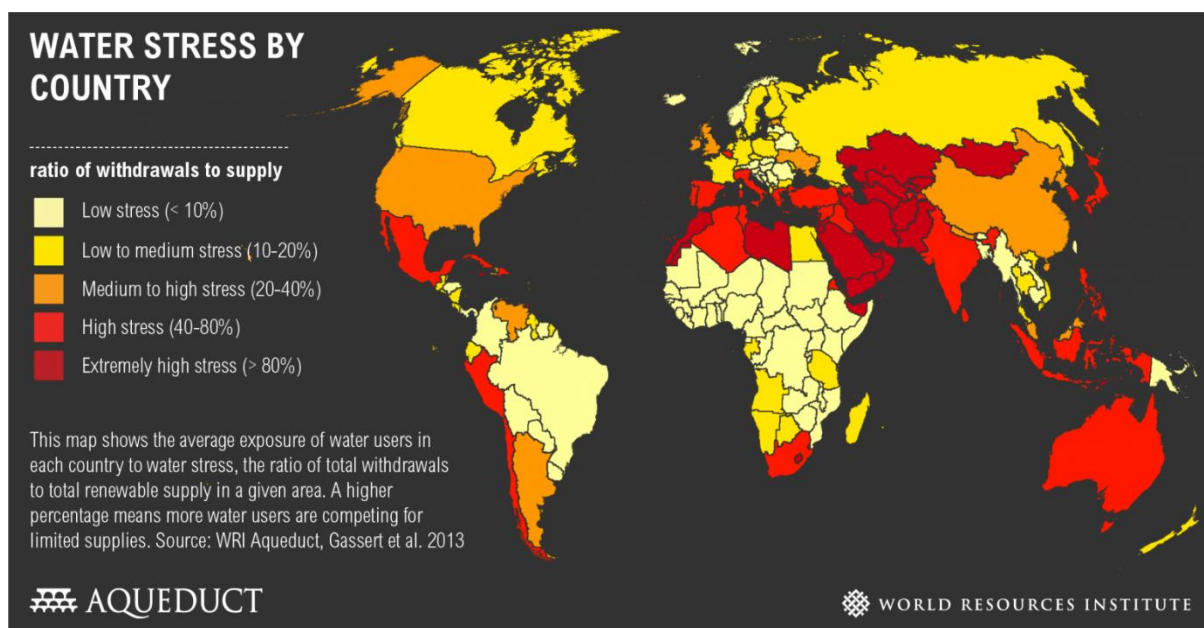 WATER STRESS BY
COUNTRY
ratio of withdrawals to supply
Low stress (< 10%)
Low to medium stress (10-20%)
Medium to high stress (20-40%)
High stress (40-80%)
Extremely high stress (> 80%)
This map shows the average exposure of water users in
each country to water stress, the ratio of total withdrawals
to total renewable supply in a given area. A higher
percentage means more water users are competing for
limited supplies. Source: WRI Aqueduct, Gassert et al. 2013
AQUEDUCT
WORLD RESOURCES INSTITUTE